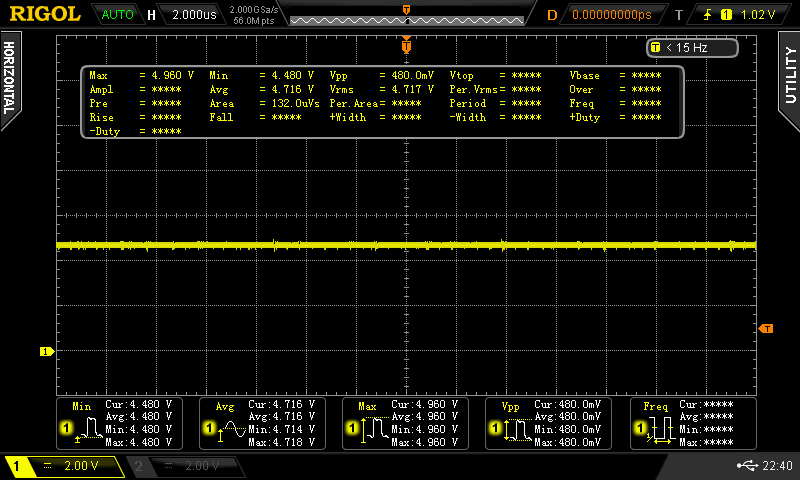 RIGOL AUTO H 2.000us 2.000GSa/s 56.0M pts T D 0.00000000ps T 1 1.02 V
HORIZONTAL
UTILITY
T < 15 Hz
Max = 4.960 V Min = 4.480 V Vpp = 480.0mV Vtop = ***** Vbase = *****
Ampl = ***** Avg = 4.716 V Vrms = 4.717 V Per.Vrms= ***** Over = *****
Pre = ***** Area = 132.0uVs Per.Area= ***** Period = ***** Freq = *****
Rise = ***** Fall = ***** +Width = ***** -Width = ***** +Duty = *****
-Duty = *****
T
1
Min Cur:4.480 V
Avg:4.480 V
1 Min:4.480 V
Max:4.480 V
Avg Cur:4.716 V
Avg:4.716 V
1 Min:4.714 V
Max:4.718 V
Max Cur:4.960 V
Avg:4.960 V
1 Min:4.960 V
Max:4.960 V
Vpp Cur:480.0mV
Avg:480.0mV
1 Min:480.0mV
Max:480.0mV
Freq Cur:*****
Avg:*****
1 Min:*****
Max:*****
1 2.00 V 2 2.00 V 22:40